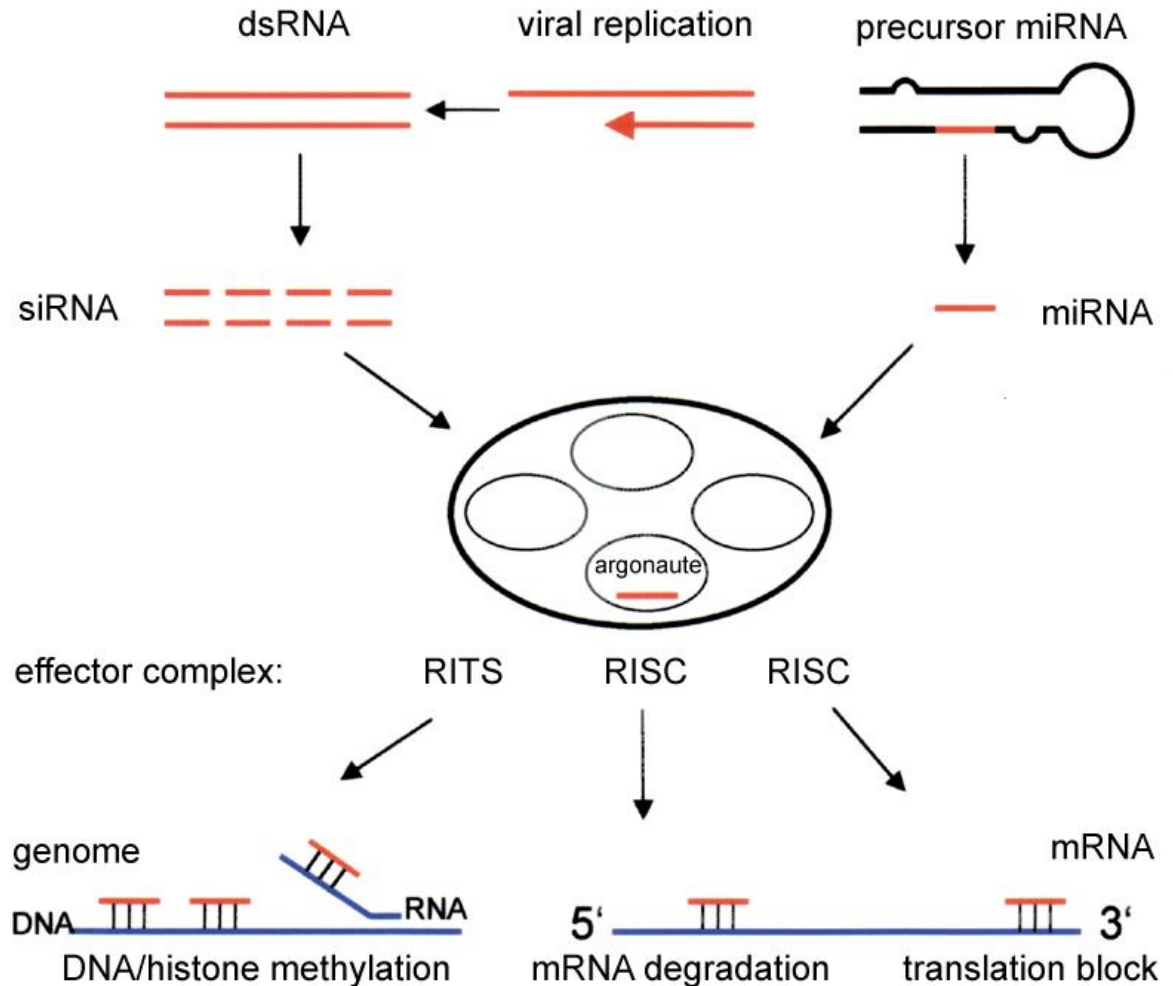 dsRNA viral replication precursor miRNA
siRNA miRNA
argonaute
effector complex: RITS RISC RISC
genome mRNA
DNA RNA 5‘ 3‘
DNA/histone methylation mRNA degradation translation block